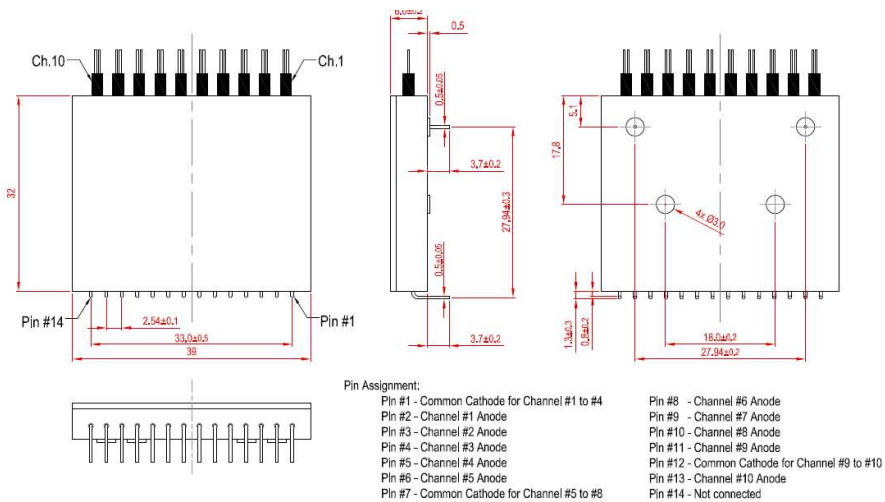 6.0±0.2
0.5
Ch.10
Ch.1
0.5±0.05
5.1
17.8
32
3.7±0.2
27.94±0.3
4x Ø3.0
0.5±0.05
Pin #14
Pin #1
2.54±0.1
33.0±0.5
39
3.7±0.2
1.3±0.3
0.8±0.2
18.0±0.2
27.94±0.2
Pin Assignment:
Pin #1 - Common Cathode for Channel #1 to #4
Pin #2 - Channel #1 Anode
Pin #3 - Channel #2 Anode
Pin #4 - Channel #3 Anode
Pin #5 - Channel #4 Anode
Pin #6 - Channel #5 Anode
Pin #7 - Common Cathode for Channel #5 to #8
Pin #8 - Channel #6 Anode
Pin #9 - Channel #7 Anode
Pin #10 - Channel #8 Anode
Pin #11 - Channel #9 Anode
Pin #12 - Common Cathode for Channel #9 to #10
Pin #13 - Channel #10 Anode
Pin #14 - Not connected